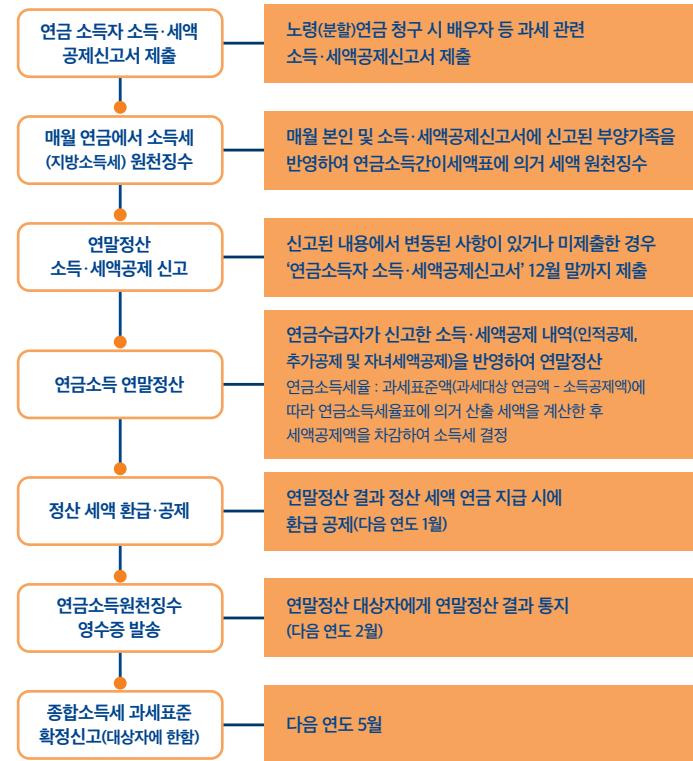 연금 소득자 소득·세액
공제신고서 제출
노령(분할)연금 청구 시 배우자 등 과세 관련
소득·세액공제신고서 제출
매월 연금에서 소득세
(지방소득세) 원천징수
매월 본인 및 소득·세액공제신고서에 신고된 부양가족을
반영하여 연금소득간이세액표에 의거 세액 원천징수
연말정산
소득·세액공제 신고
신고된 내용에서 변동된 사항이 있거나 미제출한 경우
‘연금소득자 소득·세액공제신고서’ 12월 말까지 제출
연금소득 연말정산
연금수급자가 신고한 소득·세액공제 내역(인적공제,
추가공제 및 자녀세액공제)을 반영하여 연말정산
연금소득세율 : 과세표준액(과세대상 연금액 - 소득공제액)에
따라 연금소득세율표에 의거 산출 세액을 계산한 후
세액공제액을 차감하여 소득세 결정
정산 세액 환급·공제
연말정산 결과 정산 세액 연금 지급 시에
환급 공제(다음 연도 1월)
연금소득원천징수
영수증 발송
연말정산 대상자에게 연말정산 결과 통지
(다음 연도 2월)
종합소득세 과세표준
확정신고(대상자에 한함)
다음 연도 5월